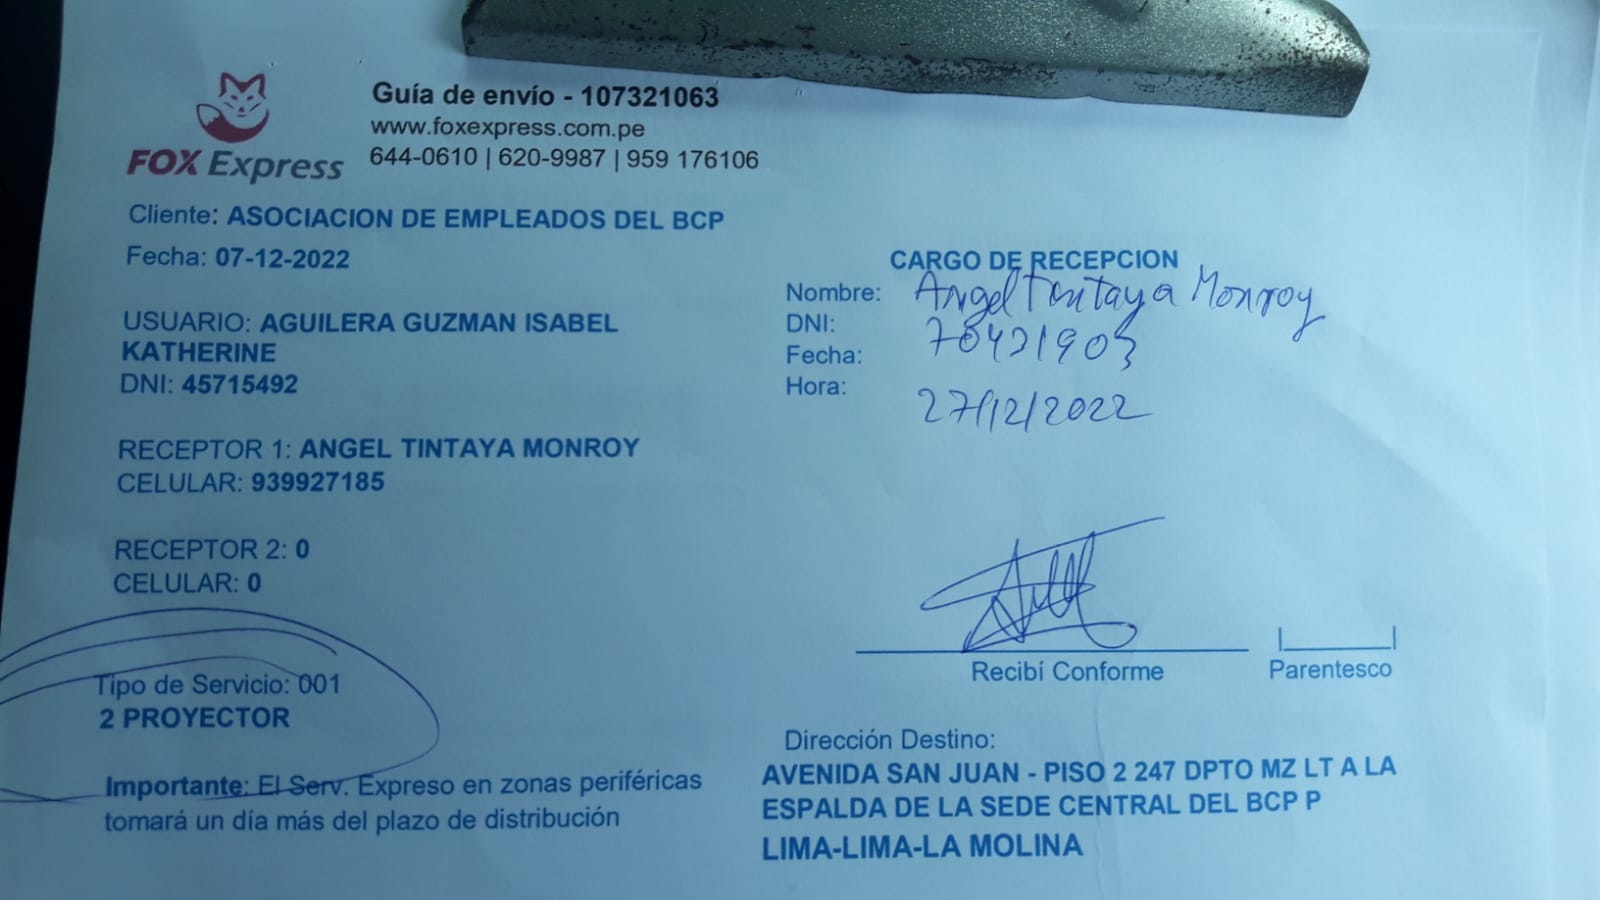 FOX Express
Guía de envío - 107321063
www.foxexpress.com.pe
644-0610 | 620-9987 | 959 176106
Cliente: ASOCIACION DE EMPLEADOS DEL BCP
Fecha: 07-12-2022
USUARIO: AGUILERA GUZMAN ISABEL
KATHERINE
DNI: 45715492
RECEPTOR 1: ANGEL TINTAYA MONROY
CELULAR: 939927185
RECEPTOR 2: 0
CELULAR: 0
Tipo de Servicio: 001
2 PROYECTOR
Importante: El Serv. Expreso en zonas periféricas
tomará un día más del plazo de distribución
CARGO DE RECEPCION
Nombre: Angel Tintaya Monroy
DNI: 70431903
Fecha:
Hora: 27/12/2022
Recibí Conforme
Parentesco
Dirección Destino:
AVENIDA SAN JUAN - PISO 2 247 DPTO MZ LT A LA
ESPALDA DE LA SEDE CENTRAL DEL BCP P
LIMA-LIMA-LA MOLINA